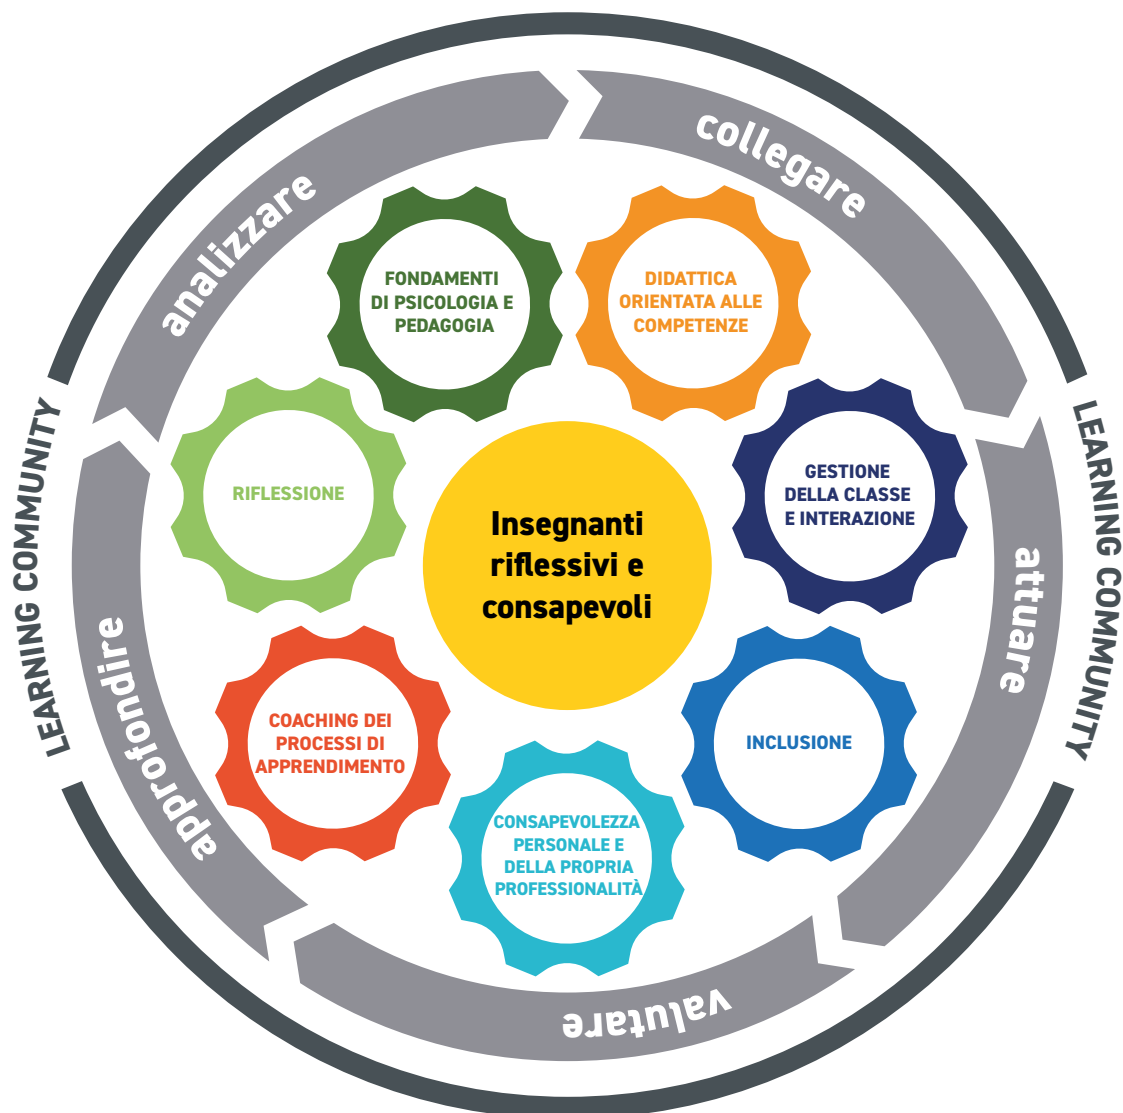 LEARNING COMMUNITY
analizzare
collegare
attuare
valutare
approfondire
FONDAMENTI
DI PSICOLOGIA E
PEDAGOGIA
DIDATTICA
ORIENTATA ALLE
COMPETENZE
GESTIONE
DELLA CLASSE
E INTERAZIONE
INCLUSIONE
CONSAPEVOLEZZA
PERSONALE E
DELLA PROPRIA
PROFESSIONALITÀ
COACHING DEI
PROCESSI DI
APPRENDIMENTO
RIFLESSIONE
Insegnanti
riflessivi e
consapevoli
LEARNING COMMUNITY